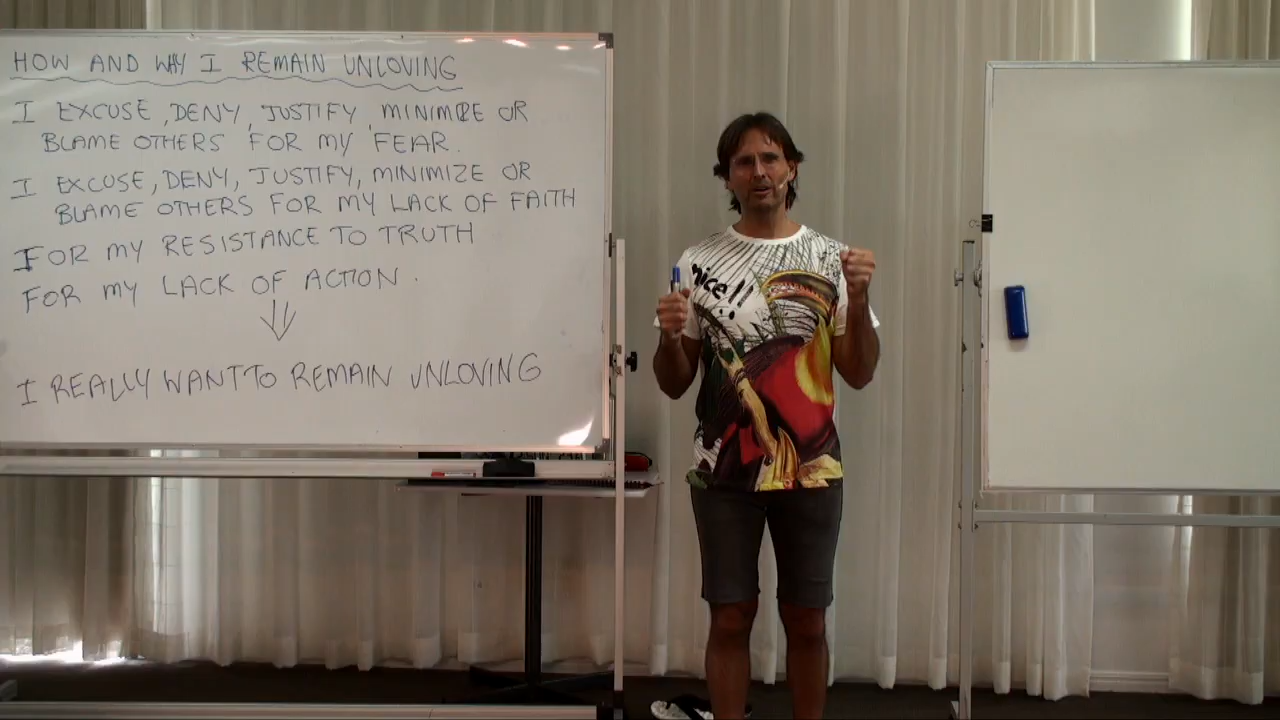 HOW AND WHY I REMAIN UNLOVING
I EXCUSE, DENY, JUSTIFY, MINIMIZE OR
BLAME OTHERS FOR MY FEAR.
I EXCUSE, DENY, JUSTIFY, MINIMIZE OR
BLAME OTHERS FOR MY LACK OF FAITH
FOR MY RESISTANCE TO TRUTH
FOR MY LACK OF ACTION.
I REALLY WANT TO REMAIN UNLOVING
nice!!